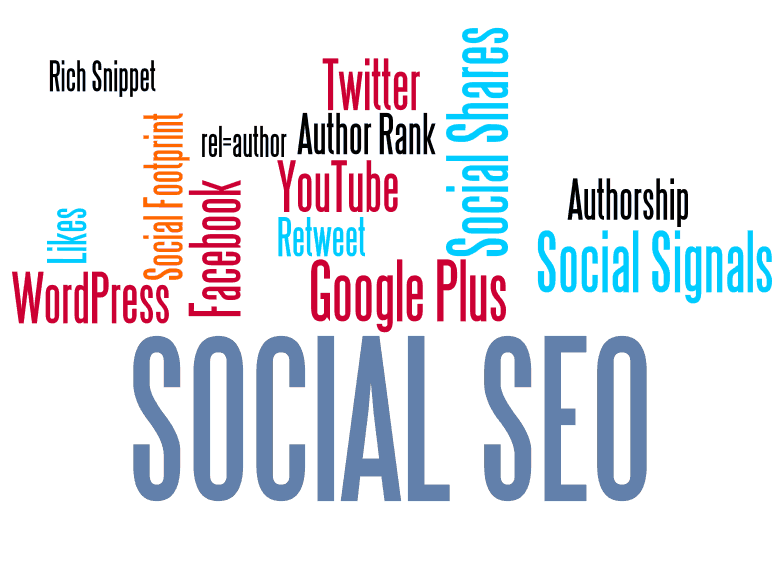 Rich Snippet
Twitter
Social Shares
Social Footprint
rel=author
Author Rank
YouTube
Facebook
Authorship
Likes
Retweet
Social Signals
WordPress
Google Plus
SOCIAL SEO